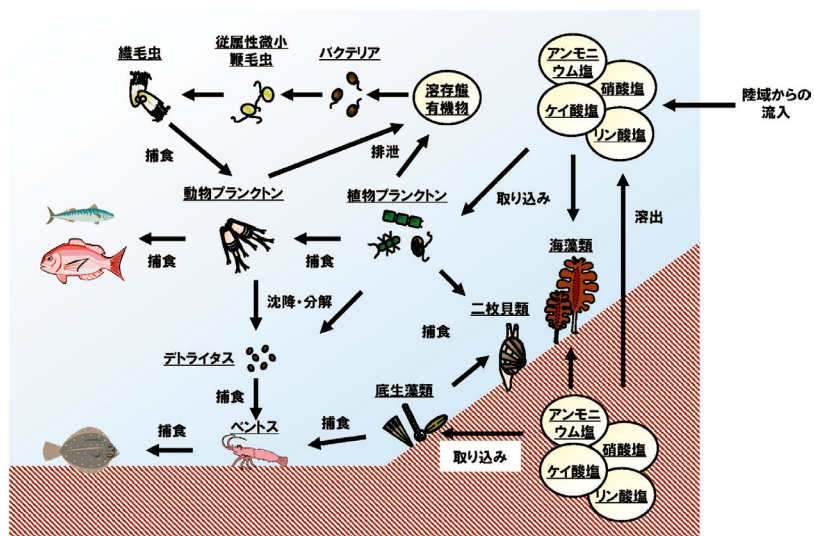 繊毛虫
従属性微小
鞭毛虫
バクテリア
溶存態
有機物
アンモニ
ウム塩
硝酸塩
ケイ酸塩
リン酸塩
陸域からの
流入
捕食
排泄
動物プランクトン
植物プランクトン
取り込み
溶出
捕食
捕食
海藻類
沈降・分解
二枚貝類
捕食
デトライタス
捕食
底生藻類
捕食
ベントス
捕食
取り込み
アンモニ
ウム塩
硝酸塩
ケイ酸塩
リン酸塩